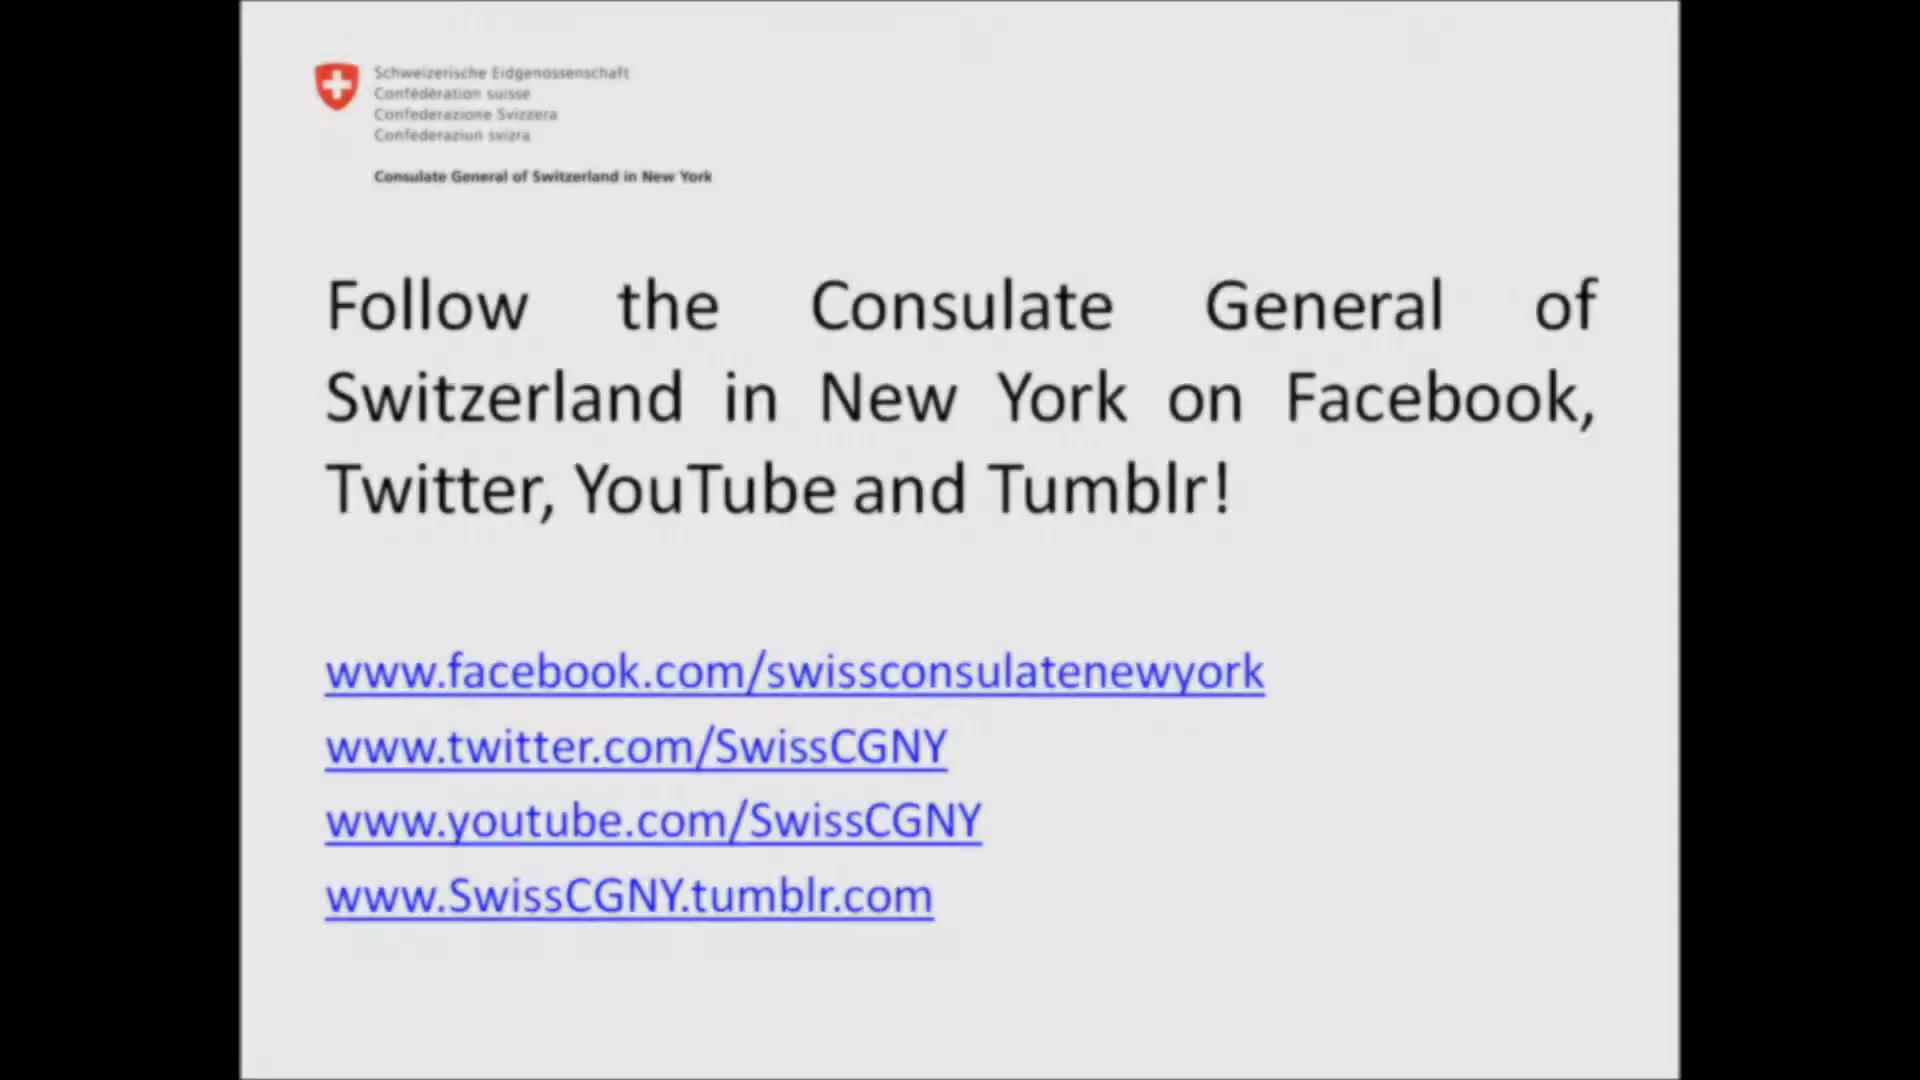 Schweizerische Eidgenossenschaft
Confédération suisse
Confederazione Svizzera
Confederaziun svizra
Consulate General of Switzerland in New York
Follow the Consulate General of
Switzerland in New York on Facebook,
Twitter, YouTube and Tumblr!
www.facebook.com/swissconsulatenewyork
www.twitter.com/SwissCGNY
www.youtube.com/SwissCGNY
www.SwissCGNY.tumblr.com